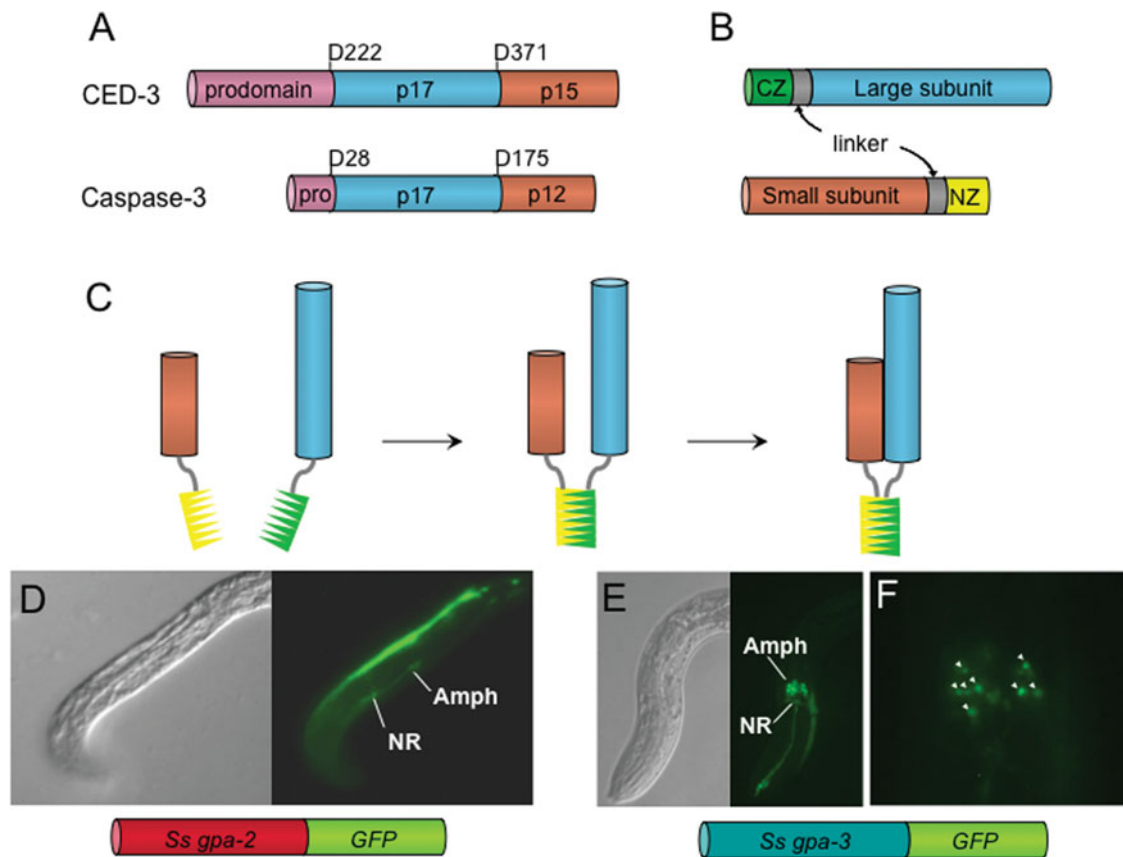 A
D222 D371
CED-3 prodomain p17 p15
D28 D175
Caspase-3 pro p17 p12
B
CZ Large subunit
linker
Small subunit NZ
C
D
Amph
NR
Ss gpa-2 GFP
E
Amph
NR
F
Ss gpa-3 GFP